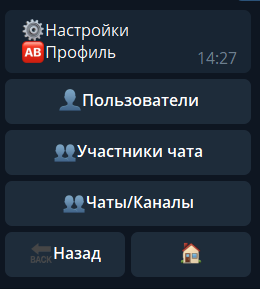 ⚙️Настройки
🆎Профиль
14:27
👤Пользователи
👥Участники чата
👥Чаты/Каналы
🔙Назад
🏠